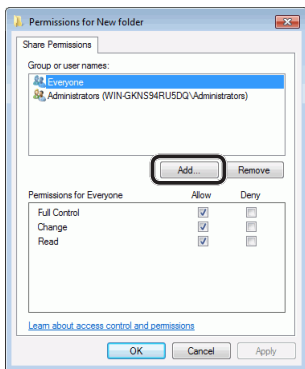 Permissions for New folder
Share Permissions
Group or user names:
Everyone
Administrators (WIN-GKNS94RU5DQ\Administrators)
Add... Remove
Permissions for Everyone Allow Deny
Full Control
Change
Read
Learn about access control and permissions
OK Cancel Apply